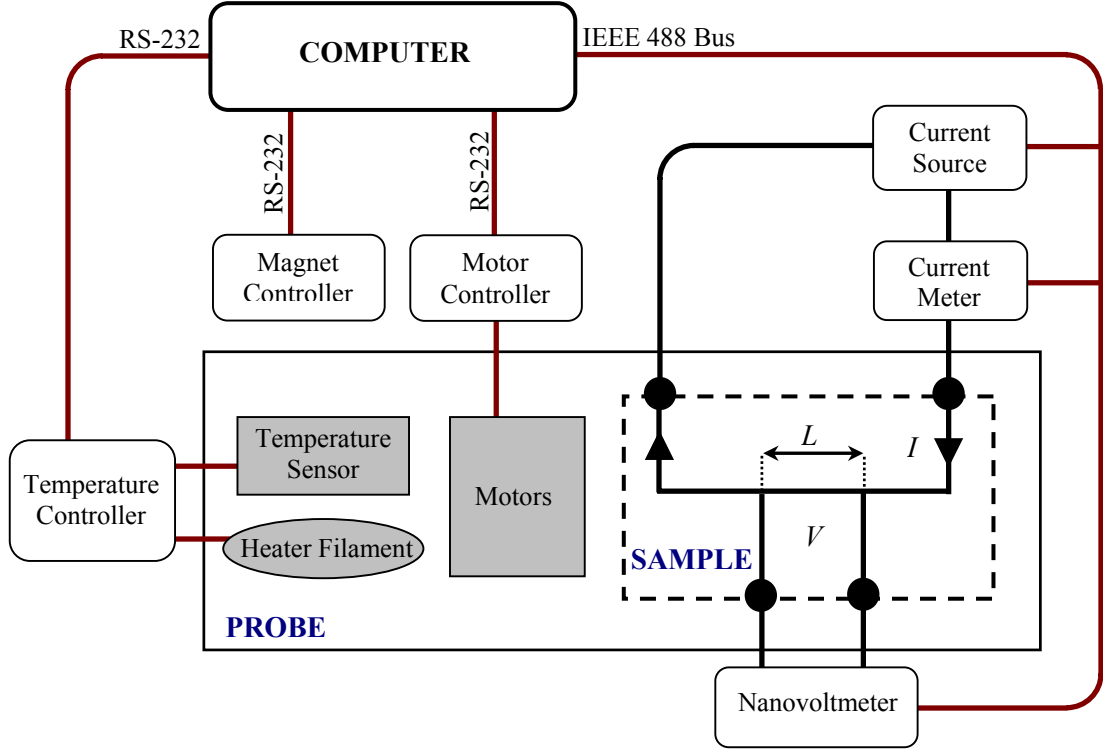 RS-232
COMPUTER
IEEE 488 Bus
RS-232
RS-232
Current
Source
Magnet
Controller
Motor
Controller
Current
Meter
Temperature
Sensor
Motors
L
I
Temperature
Controller
Heater Filament
V
SAMPLE
PROBE
Nanovoltmeter